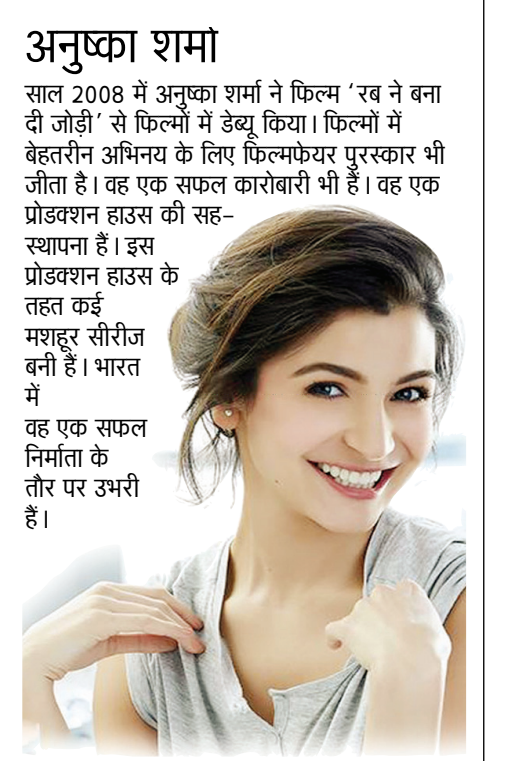 अनुष्का शर्मा
साल 2008 में अनुष्का शर्मा ने फिल्म ‘रब ने बना
दी जोड़ी’ से फिल्मों में डेब्यू किया। फिल्मों में
बेहतरीन अभिनय के लिए फिल्मफेयर पुरस्कार भी
जीता है। वह एक सफल कारोबारी भी हैं। वह एक
प्रोडक्शन हाउस की सह-
स्थापना हैं। इस
प्रोडक्शन हाउस के
तहत कई
मशहूर सीरीज
बनी हैं। भारत
में
वह एक सफल
निर्माता के
तौर पर उभरी
हैं।